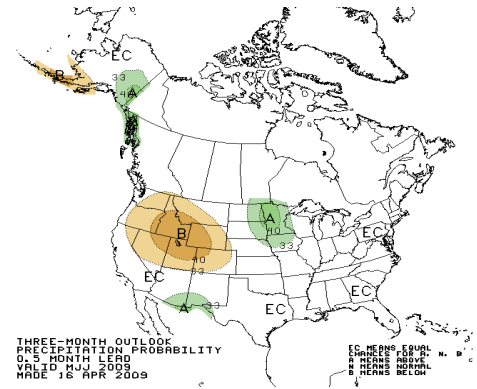 EC
33
B
40
A
A
A
40
33
EC
B
40
33
EC
A
EC
EC
THREE-MONTH OUTLOOK
PRECIPITATION PROBABILITY
0.5 MONTH LEAD
VALID MJJ 2009
MADE 16 APR 2009
EC MEANS EQUAL
CHANCES FOR A, N, B
A MEANS ABOVE
N MEANS NORMAL
B MEANS BELOW